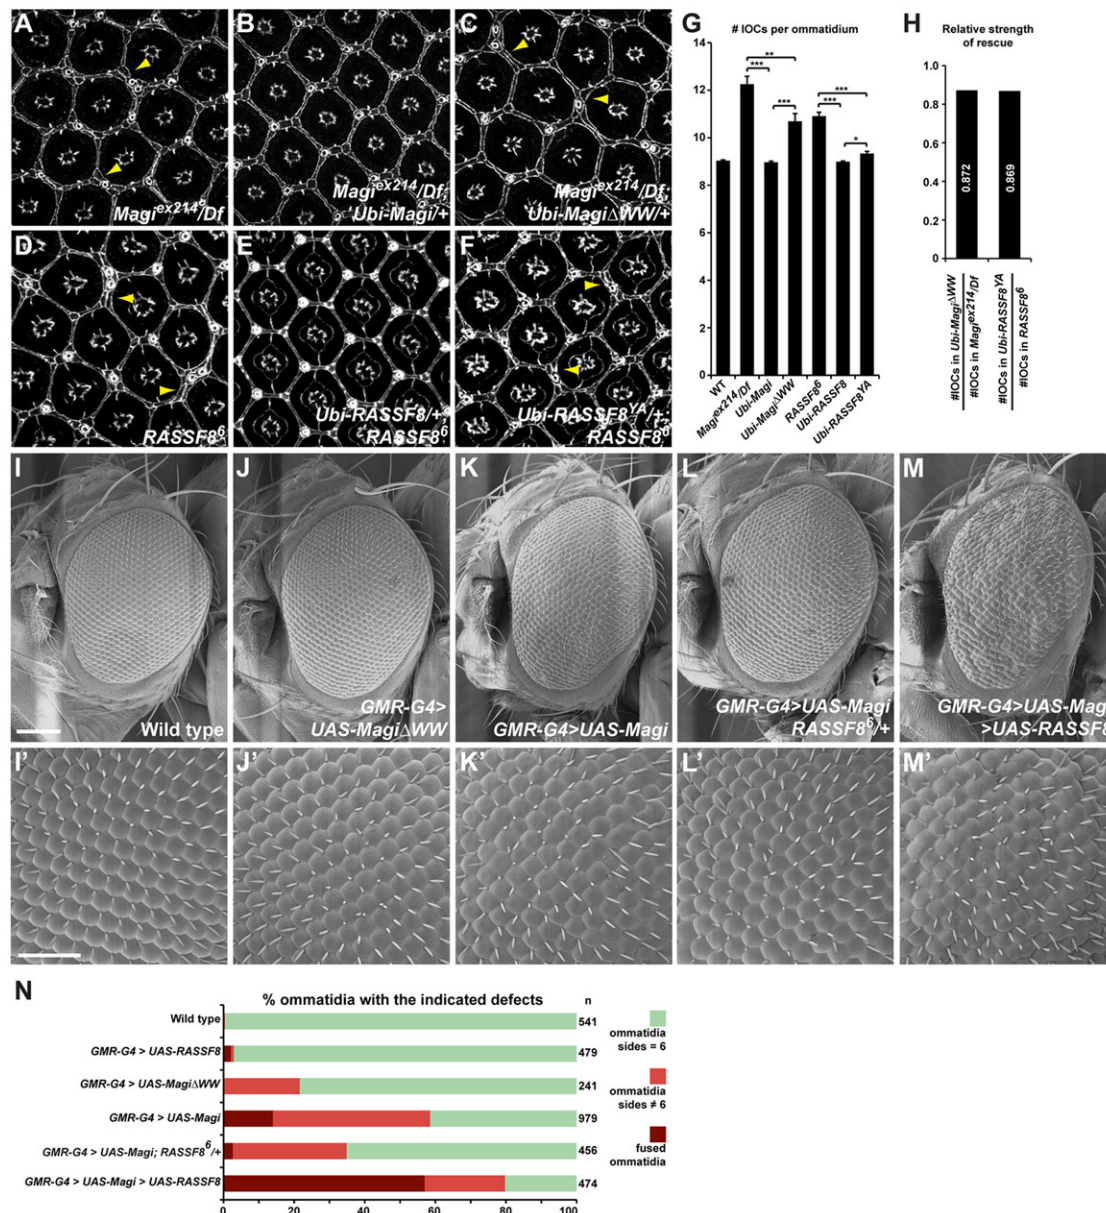 A
Magi^ex214/Df
B
Magi^ex214/Df;
Ubi-Magi/+
C
Magi^ex214/Df,
Ubi-MagiΔWW/+
D
RASSF8^6
E
Ubi-RASSF8/+;
RASSF8^6
F
Ubi-RASSF8^YA/+;
RASSF8^6
G
# IOCs per ommatidium
14
12
10
8
6
4
2
0
**
***
***
***
***
*
WT
Magi^ex214/Df
Ubi-Magi
Ubi-MagiΔWW
RASSF8^6
Ubi-RASSF8
Ubi-RASSF8^YA
H
Relative strength
of rescue
1.0
0.8
0.6
0.4
0.2
0
0.872
0.869
#IOCs in Ubi-Magi^ΔWW
#IOCs in Magi^ex214/Df
#IOCs in Ubi-RASSF8^YA
#IOCs in RASSF8^6
I
Wild type
J
GMR-G4>
UAS-MagiΔWW
K
GMR-G4>UAS-Magi
L
GMR-G4>UAS-Magi
RASSF8^6/+
M
GMR-G4>UAS-Mag
>UAS-RASSF8
I'
J'
K'
L'
M'
N
% ommatidia with the indicated defects
n
Wild type
541
GMR-G4 > UAS-RASSF8
479
GMR-G4 > UAS-MagiΔWW
241
GMR-G4 > UAS-Magi
979
GMR-G4 > UAS-Magi; RASSF8^6/+
456
GMR-G4 > UAS-Magi > UAS-RASSF8
474
0
20
40
60
80
100
ommatidia
sides = 6
ommatidia
sides ≠ 6
fused
ommatidia